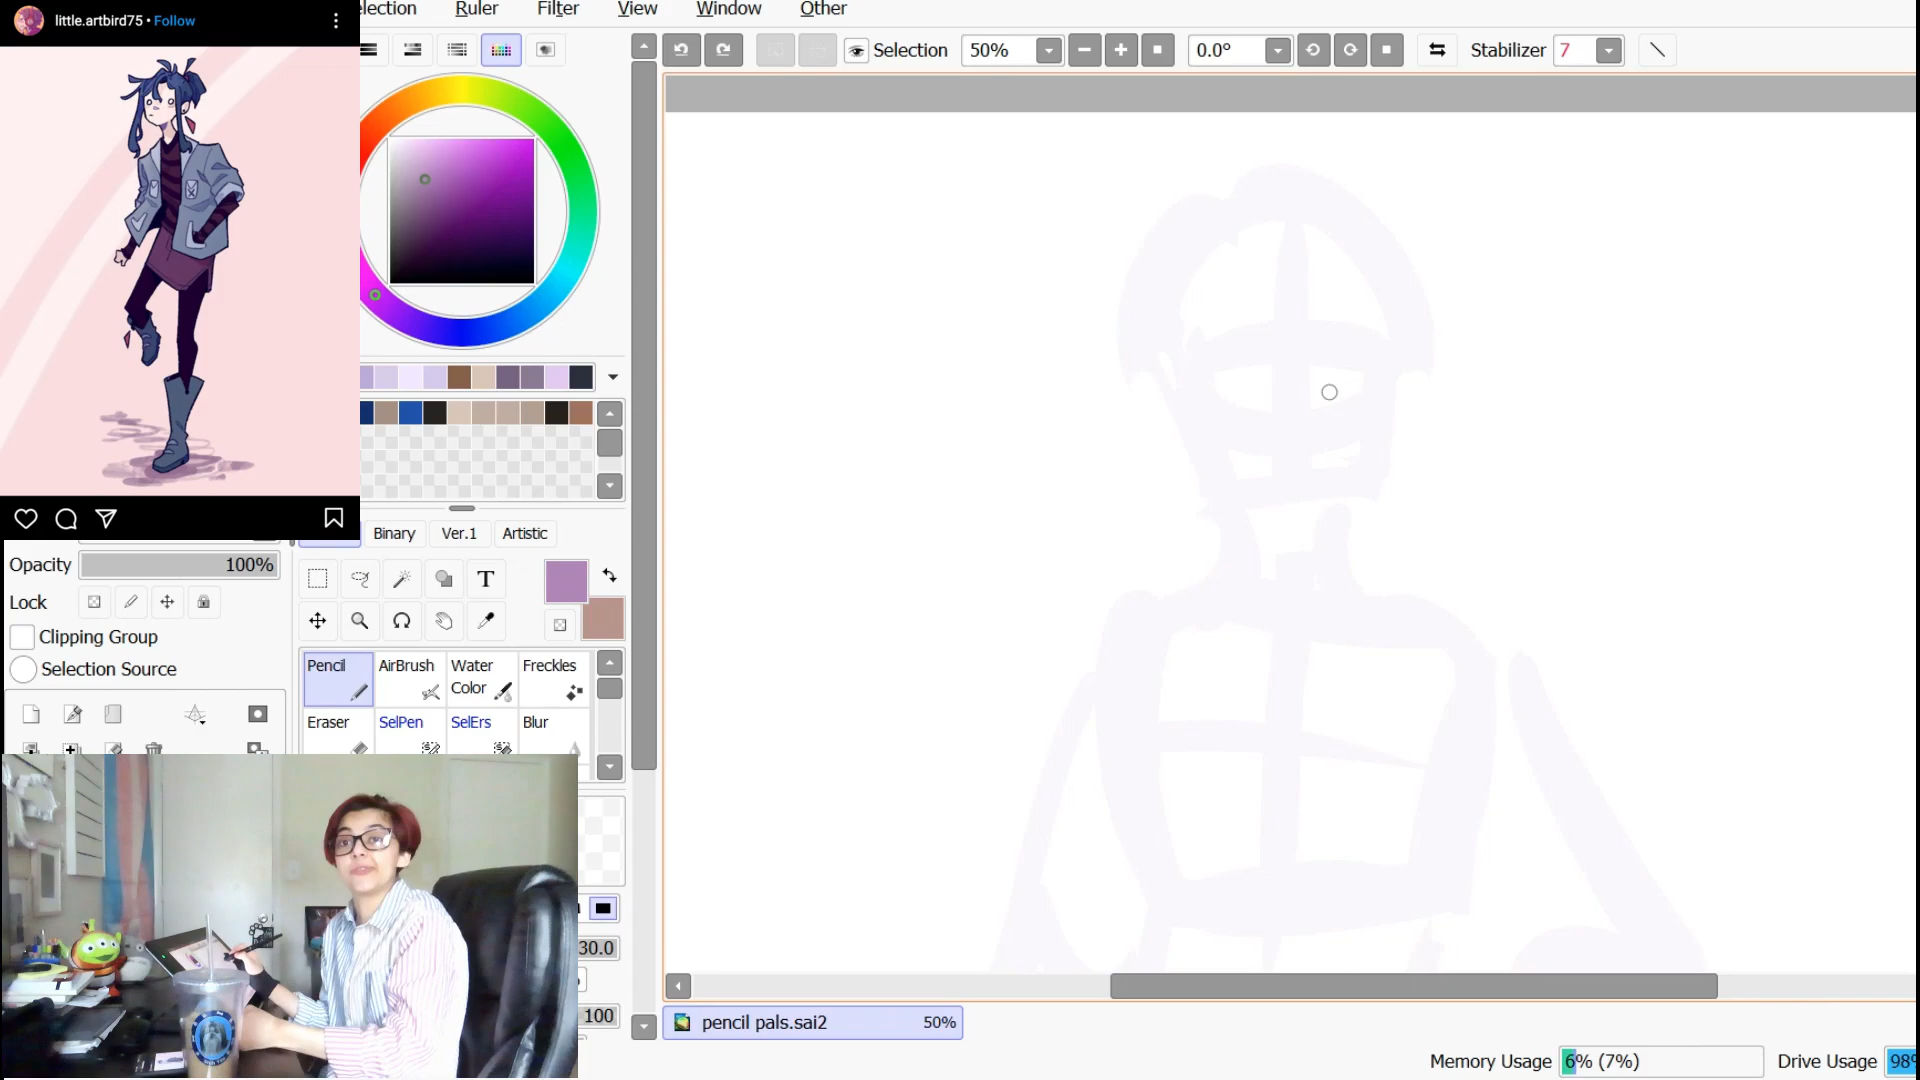 little.artbird75 • Follow
election Ruler Filter View Window Other
Selection 50% 0.0° Stabilizer 7
Binary Ver.1 Artistic
Opacity 100%
Lock
Clipping Group
Selection Source
T
Pencil AirBrush Water Color Freckles
Eraser SelPen SelErs Blur
30.0
100
pencil pals.sai2 50%
Memory Usage 6% (7%) Drive Usage 98%